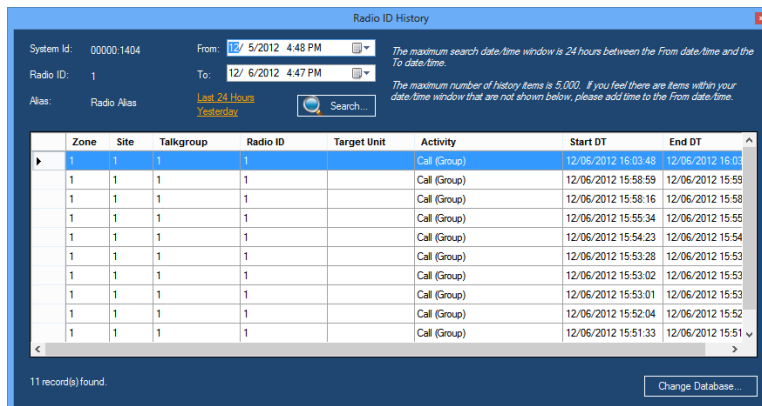 Radio ID History
System Id: 00000:1404 From: 12/ 5/2012 4:48 PM
Radio ID: 1 To: 12/ 6/2012 4:47 PM
Alias: Radio Alias Last 24 Hours
Yesterday
Search...
The maximum search date/time window is 24 hours between the From date/time and the
To date/time.
The maximum number of history items is 5,000. If you feel there are items within your
date/time window that are not shown below, please add time to the From date/time.
Zone Site Talkgroup Radio ID Target Unit Activity Start DT End DT
1 1 1 1 Call (Group) 12/06/2012 16:03:48 12/06/2012 16:03
1 1 1 1 Call (Group) 12/06/2012 15:58:59 12/06/2012 15:59
1 1 1 1 Call (Group) 12/06/2012 15:58:16 12/06/2012 15:58
1 1 1 1 Call (Group) 12/06/2012 15:55:34 12/06/2012 15:55
1 1 1 1 Call (Group) 12/06/2012 15:54:23 12/06/2012 15:54
1 1 1 1 Call (Group) 12/06/2012 15:53:28 12/06/2012 15:53
1 1 1 1 Call (Group) 12/06/2012 15:53:02 12/06/2012 15:53
1 1 1 1 Call (Group) 12/06/2012 15:53:01 12/06/2012 15:53
1 1 1 1 Call (Group) 12/06/2012 15:52:04 12/06/2012 15:52
1 1 1 1 Call (Group) 12/06/2012 15:51:33 12/06/2012 15:51
11 record(s) found.
Change Database...